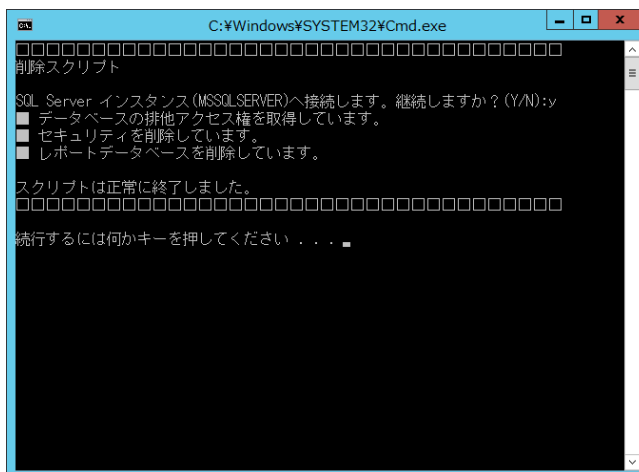 C:¥Windows¥SYSTEM32¥Cmd.exe
□□□□□□□□□□□□□□□□□□□□□□□□□□□□□□□□□□□□
削除スクリプト
SQL Server インスタンス(MSSQLSERVER)へ接続します。継続しますか？(Y/N):y
■ データベースの排他アクセス権を取得しています。
■ セキュリティを削除しています。
■ レポートデータベースを削除しています。
スクリプトは正常に終了しました。
□□□□□□□□□□□□□□□□□□□□□□□□□□□□□□□□□□□□
続行するには何かキーを押してください . . .